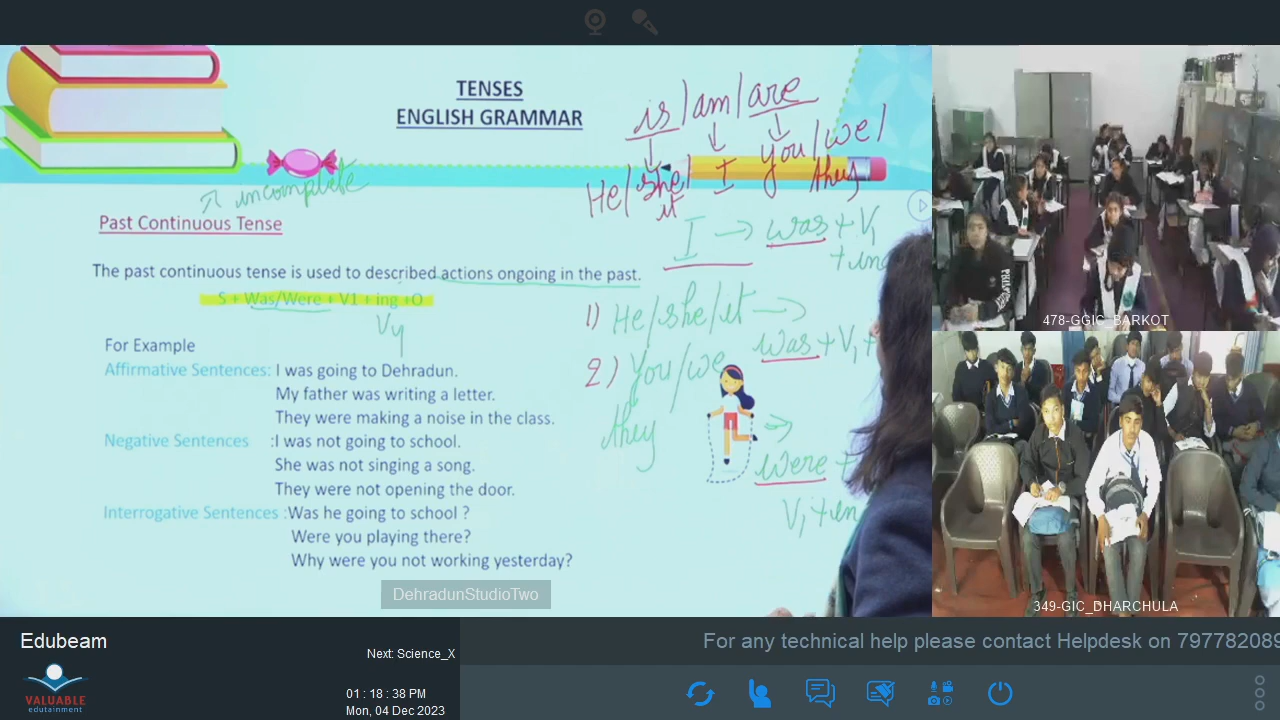 TENSES
ENGLISH GRAMMAR
is/am/are
He/she/ I you/we/
it they
π incomplete
Past Continuous Tense
I → was + V
+ ing
The past continuous tense is used to described actions ongoing in the past.
S + Was/Were + V1 + ing +O
V4
1) He/she/it →
was + V1 +
2) You/we
they →
were +
V1 + in
For Example
Affirmative Sentences: I was going to Dehradun.
My father was writing a letter.
They were making a noise in the class.
Negative Sentences :I was not going to school.
She was not singing a song.
They were not opening the door.
Interrogative Sentences :Was he going to school ?
Were you playing there?
Why were you not working yesterday?
DehradunStudioTwo
478-GGIC_BARKOT
349-GIC_DHARCHULA
Edubeam
VALUABLE
edutainment
Next: Science_X
01 : 18 : 38 PM
Mon, 04 Dec 2023
For any technical help please contact Helpdesk on 797782089